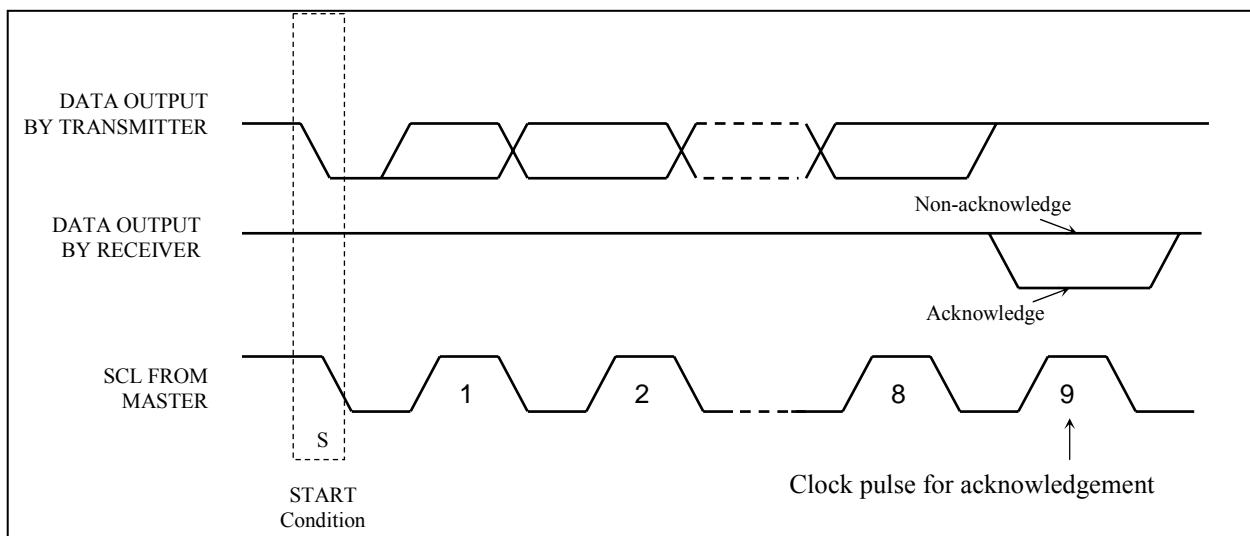 DATA OUTPUT
BY TRANSMITTER
Non-acknowledge
DATA OUTPUT
BY RECEIVER
Acknowledge
SCL FROM
MASTER
1
2
8
9
S
START
Condition
Clock pulse for acknowledgement